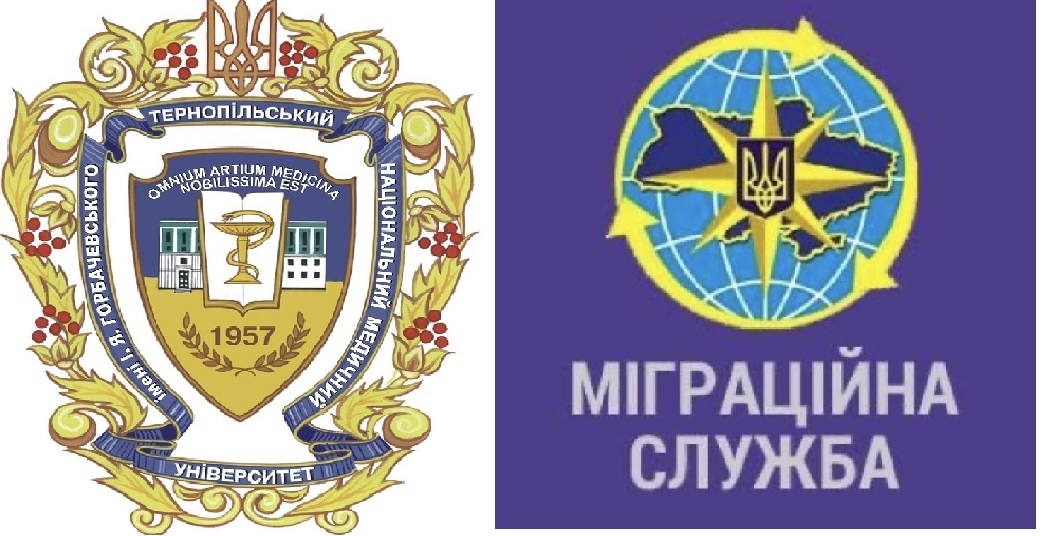 ТЕРНОПІЛЬСЬКИЙ
НАЦІОНАЛЬНИЙ МЕДИЧНИЙ
УНІВЕРСИТЕТ
імені І. Я. ГОРБАЧЕВСЬКОГО
OMNIUM ARTIUM MEDICINA
NOBILISSIMA EST
1957
МІГРАЦІЙНА
СЛУЖБА